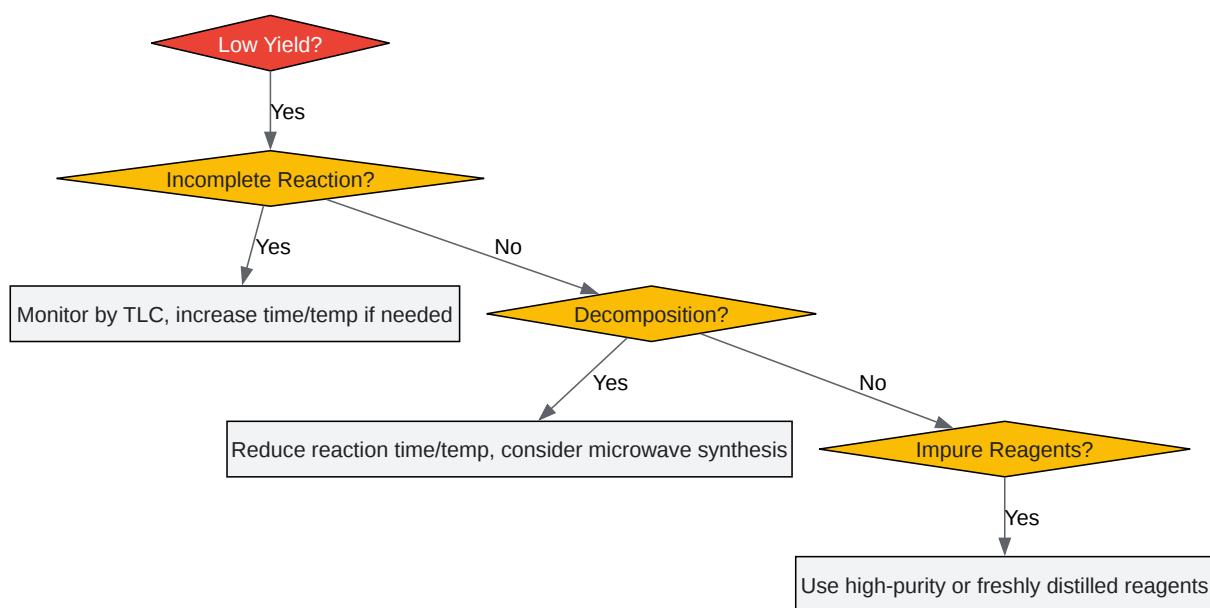 Low Yield?
Yes
Incomplete Reaction?
Yes
No
Monitor by TLC, increase time/temp if needed
Decomposition?
Yes
No
Reduce reaction time/temp, consider microwave synthesis
Impure Reagents?
Yes
Use high-purity or freshly distilled reagents